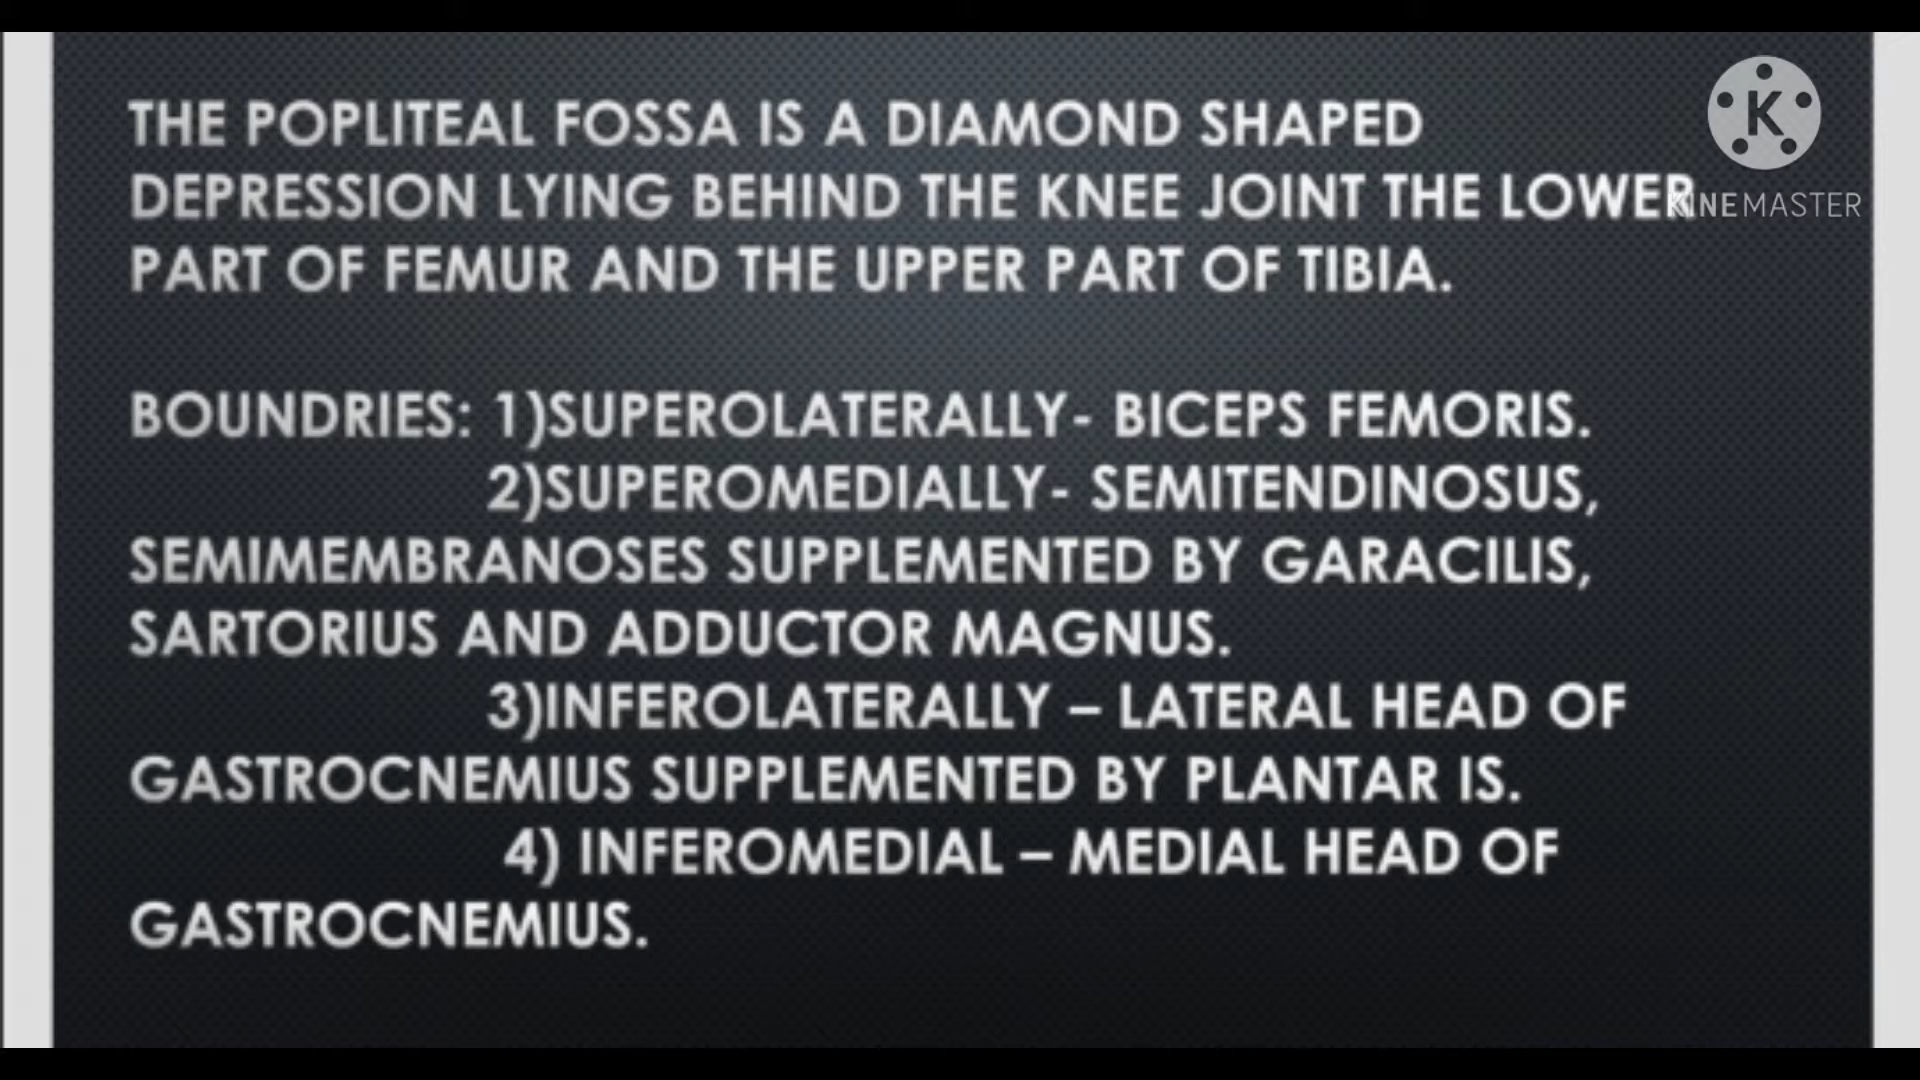 THE POPLITEAL FOSSA IS A DIAMOND SHAPED
DEPRESSION LYING BEHIND THE KNEE JOINT THE LOWER
PART OF FEMUR AND THE UPPER PART OF TIBIA.
BOUNDRIES: 1)SUPEROLATERALLY- BICEPS FEMORIS.
2)SUPEROMEDIALLY- SEMITENDINOSUS,
SEMIMEMBRANOSES SUPPLEMENTED BY GARACILIS,
SARTORIUS AND ADDUCTOR MAGNUS.
3)INFEROLATERALLY – LATERAL HEAD OF
GASTROCNEMIUS SUPPLEMENTED BY PLANTAR IS.
4) INFEROMEDIAL – MEDIAL HEAD OF
GASTROCNEMIUS.
K
KINEMASTER